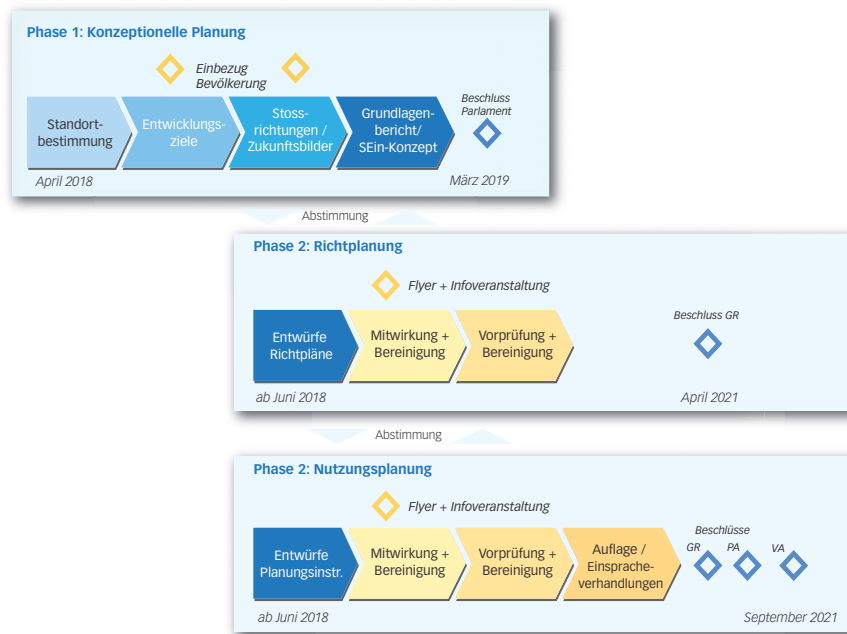 Phase 1: Konzeptionelle Planung
Einbezug
Bevölkerung
Standort-
bestimmung
Entwicklungs-
ziele
Stoss-
richtungen /
Zukunftsbilder
Grundlagen-
bericht/
SEin-Konzept
Beschluss
Parlament
April 2018
März 2019
Abstimmung
Phase 2: Richtplanung
Flyer + Infoveranstaltung
Entwürfe
Richtpläne
Mitwirkung +
Bereinigung
Vorprüfung +
Bereinigung
Beschluss GR
ab Juni 2018
April 2021
Abstimmung
Phase 2: Nutzungsplanung
Flyer + Infoveranstaltung
Entwürfe
Planungsinstr.
Mitwirkung +
Bereinigung
Vorprüfung +
Bereinigung
Auflage /
Einsprache-
verhandlungen
Beschlüsse
GR PA VA
ab Juni 2018
September 2021